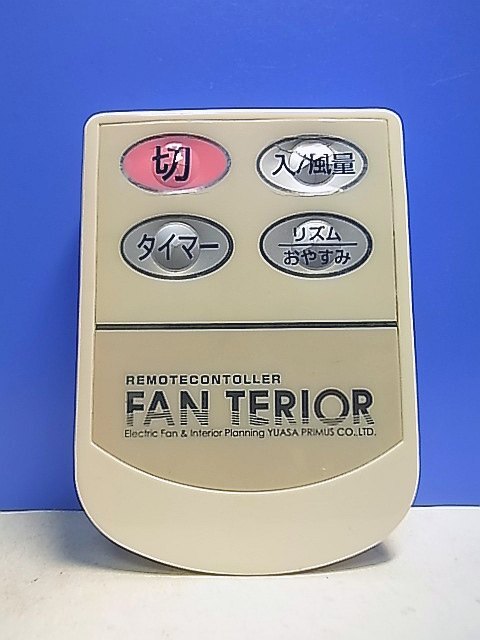 切
入/風量
タイマー
リズム
おやすみ
REMOTECONTOLLER
FAN TERIOR
Electric Fan & Interior Planning YUASA PRIMUS CO.,LTD.